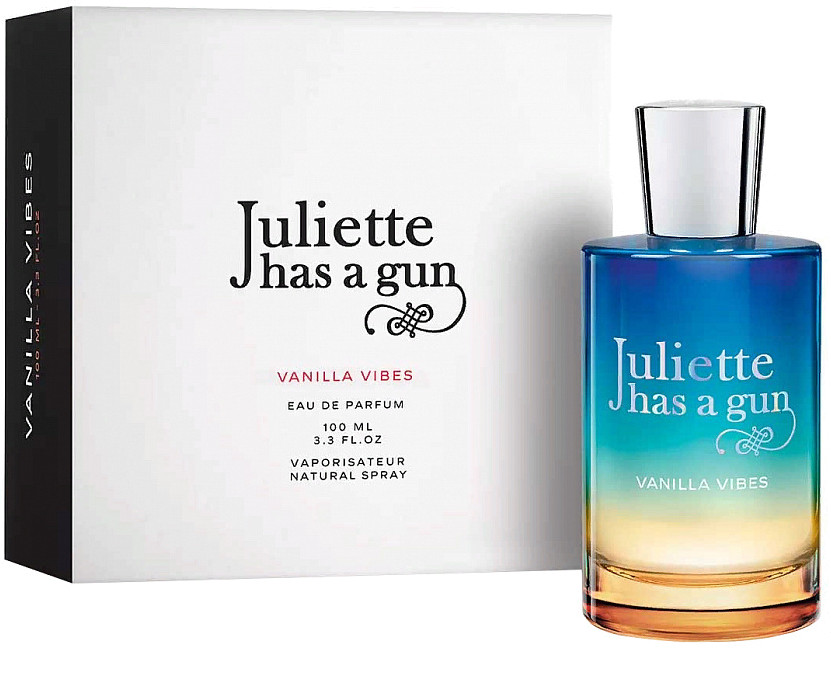 VANILLA VIBES
100 ML - 3.3 FL.OZ
Juliette
has a gun
VANILLA VIBES
EAU DE PARFUM
100 ML
3.3 FL.OZ
VAPORISATEUR
NATURAL SPRAY
Juliette
has a gun
VANILLA VIBES